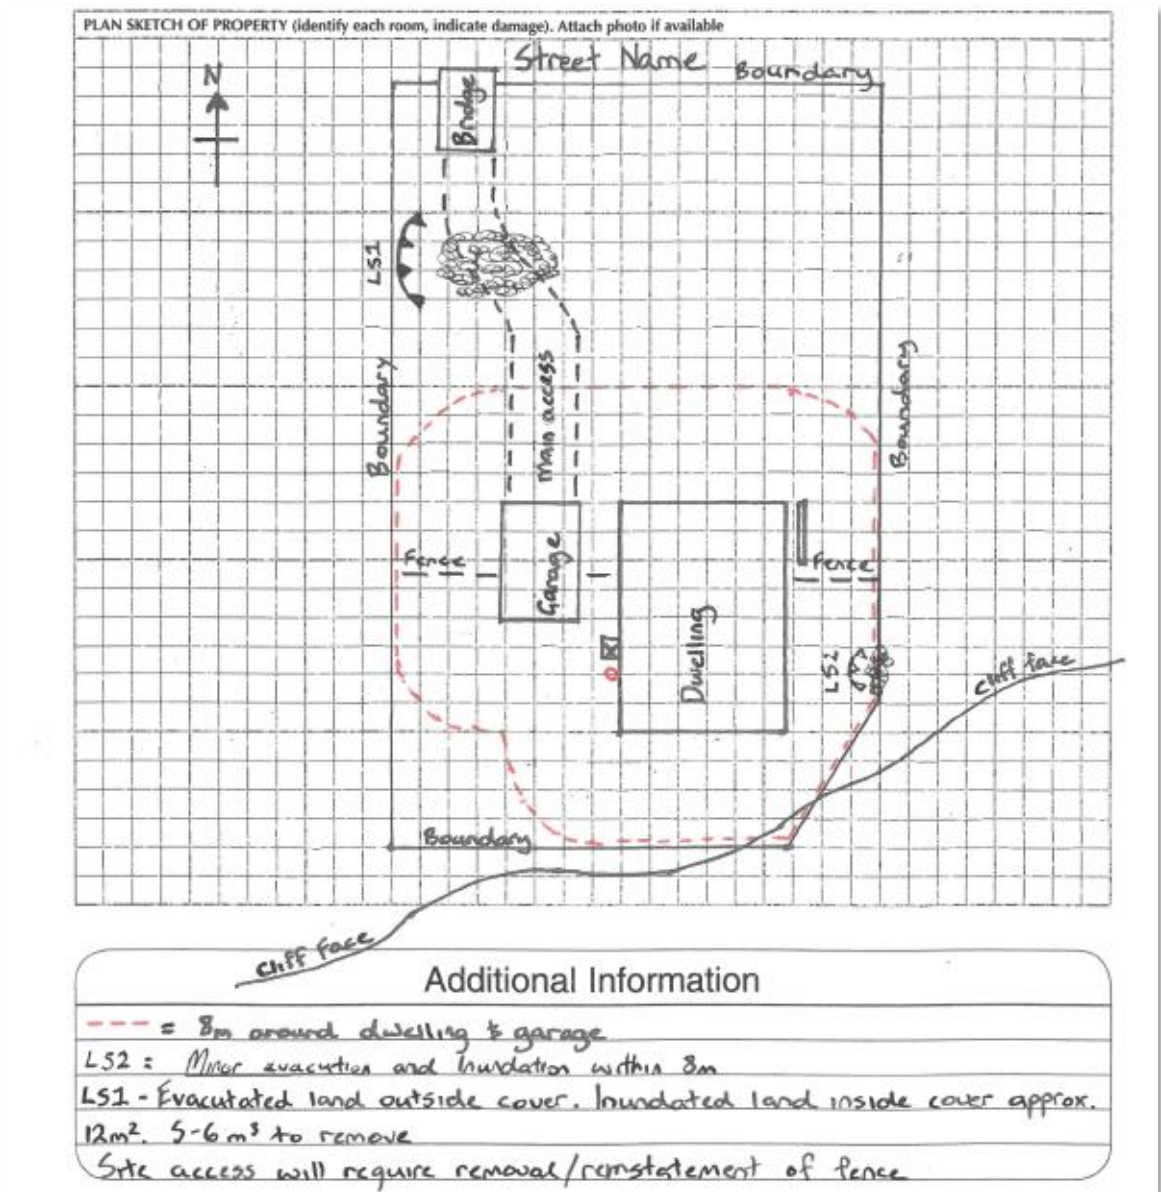 PLAN SKETCH OF PROPERTY (identify each room, indicate damage). Attach photo if available
Street Name
Boundary
N
Bridge
LS1
Boundary
Main access
Boundary
Fence
Garage
Fence
Dwelling
LS2
Cliff face
Boundary
Cliff Face
Additional Information
= 8m around dwelling & garage
LS2 = Minor evacution and Inundation within 8m
LS1 - Evacutated land outside cover. Inundated land inside cover approx.
12m². 5-6 m³ to remove
Site access will require removal/reinstatement of fence